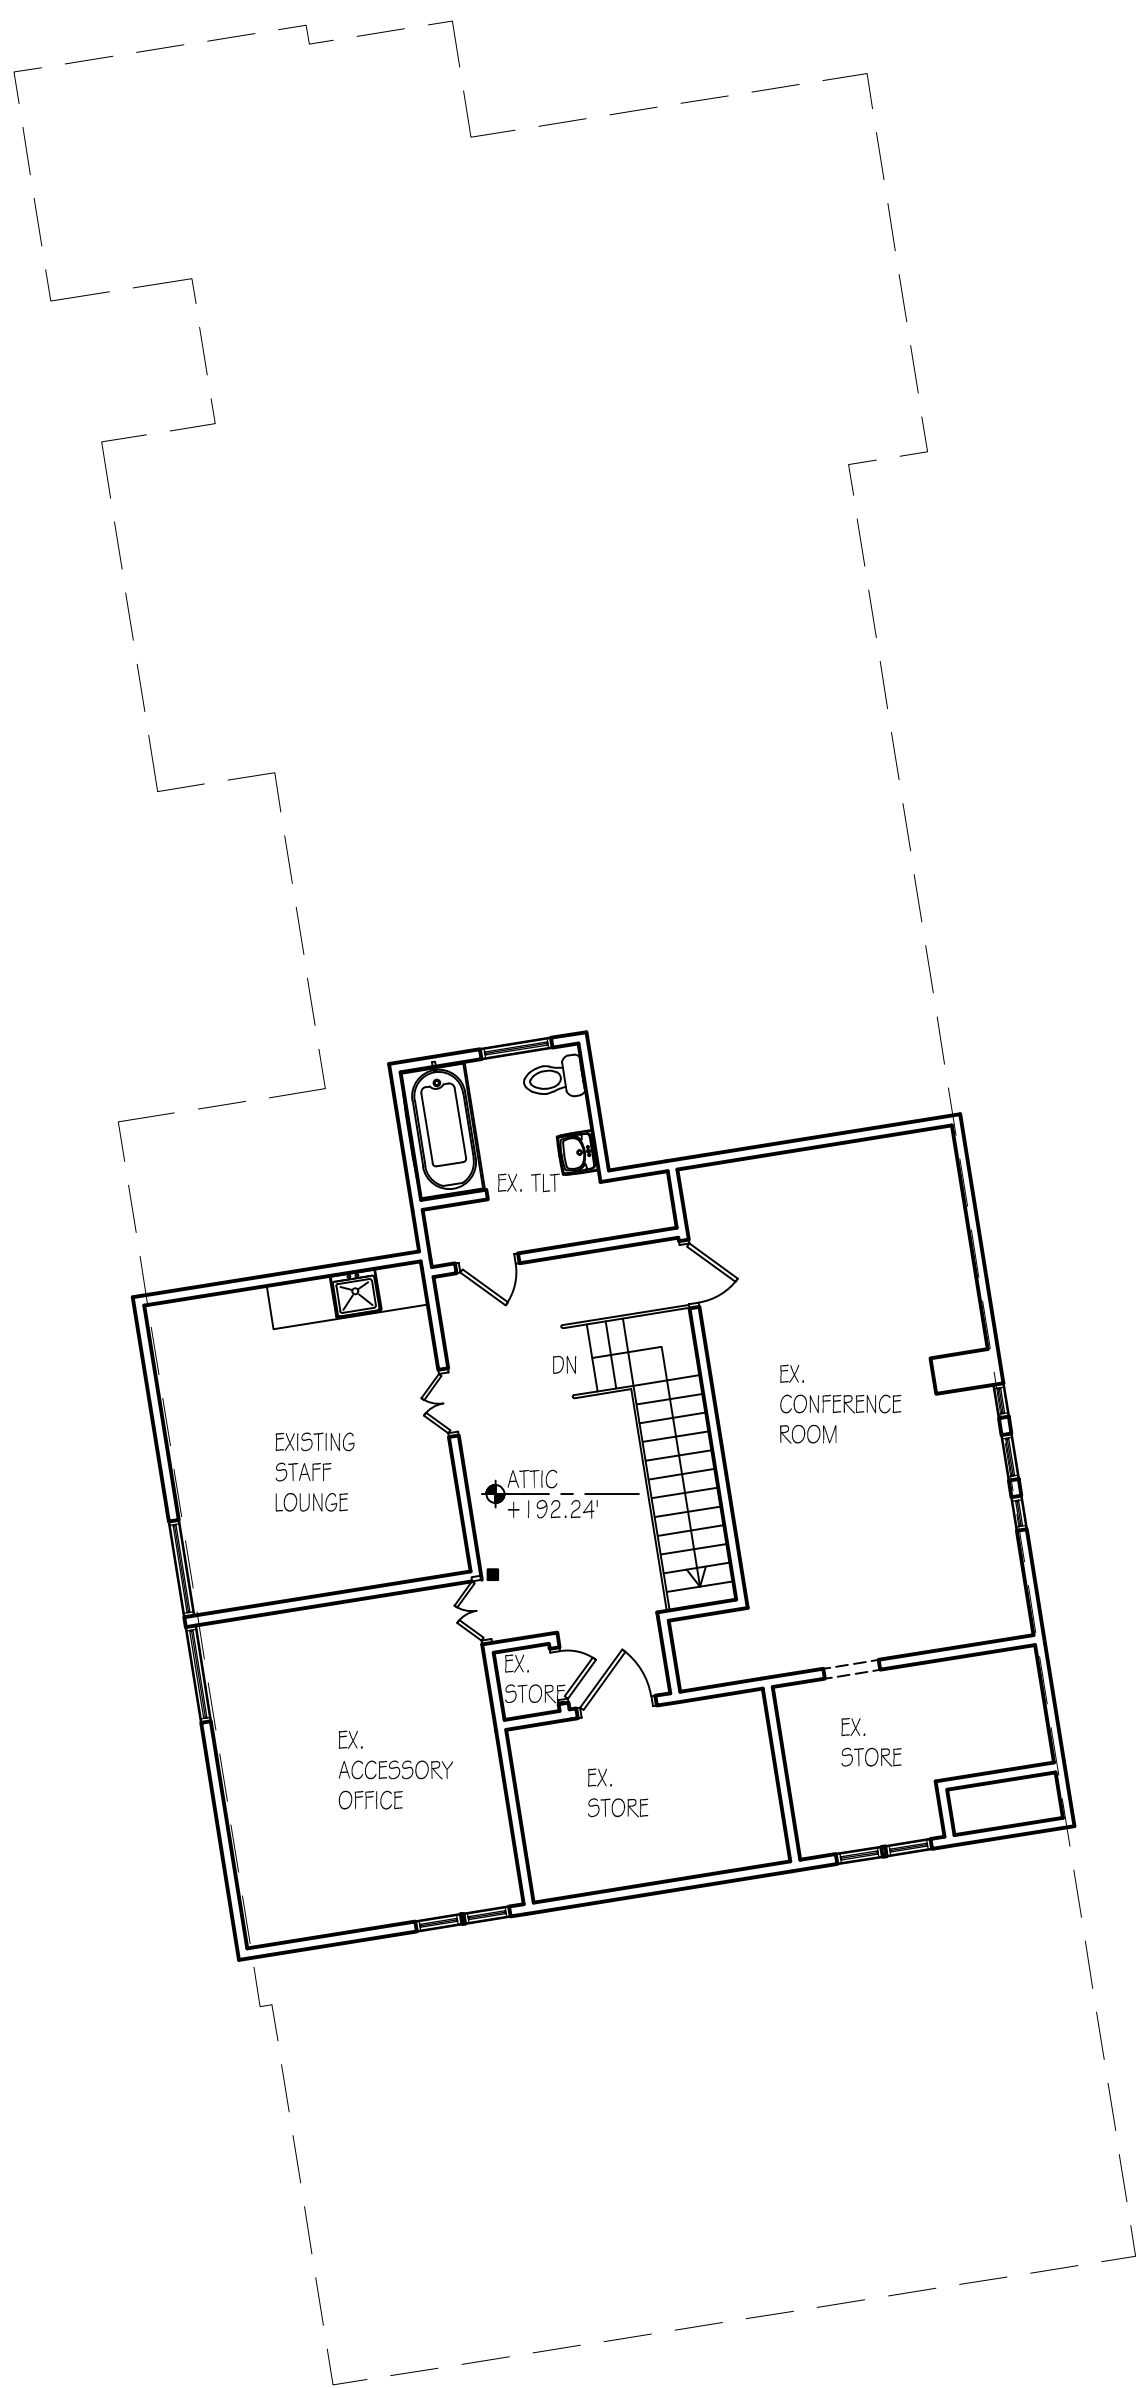 EX. TLT
DN
EX.
CONFERENCE
ROOM
EXISTING
STAFF
LOUNGE
ATTIC
+192.24'
EX.
STORE
EX.
ACCESSORY
OFFICE
EX.
STORE
EX.
STORE